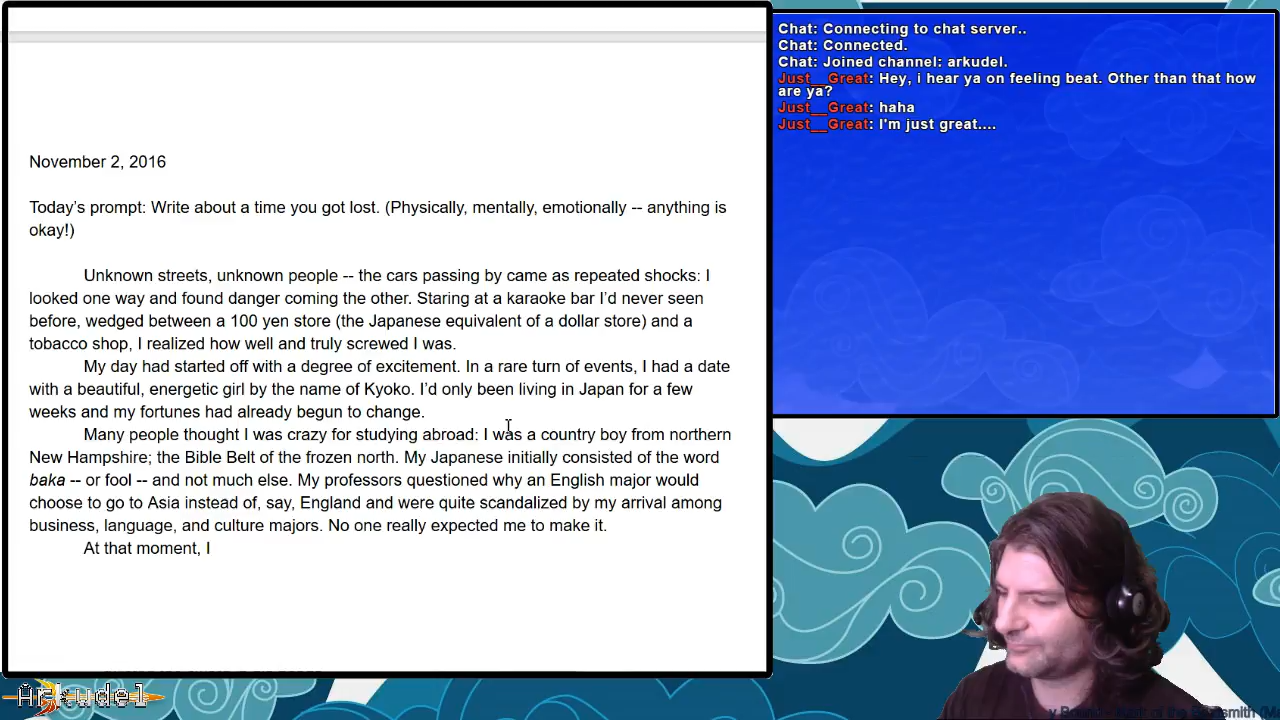 November 2, 2016
Today’s prompt: Write about a time you got lost. (Physically, mentally, emotionally -- anything is
okay!)
Unknown streets, unknown people -- the cars passing by came as repeated shocks: I
looked one way and found danger coming the other. Staring at a karaoke bar I’d never seen
before, wedged between a 100 yen store (the Japanese equivalent of a dollar store) and a
tobacco shop, I realized how well and truly screwed I was.
My day had started off with a degree of excitement. In a rare turn of events, I had a date
with a beautiful, energetic girl by the name of Kyoko. I’d only been living in Japan for a few
weeks and my fortunes had already begun to change.
Many people thought I was crazy for studying abroad: I was a country boy from northern
New Hampshire; the Bible Belt of the frozen north. My Japanese initially consisted of the word
baka -- or fool -- and not much else. My professors questioned why an English major would
choose to go to Asia instead of, say, England and were quite scandalized by my arrival among
business, language, and culture majors. No one really expected me to make it.
At that moment, I
Chat: Connecting to chat server..
Chat: Connected.
Chat: Joined channel: arkudel.
Just__Great: Hey, i hear ya on feeling beat. Other than that how
are ya?
Just__Great: haha
Just__Great: I'm just great....
Arkudel